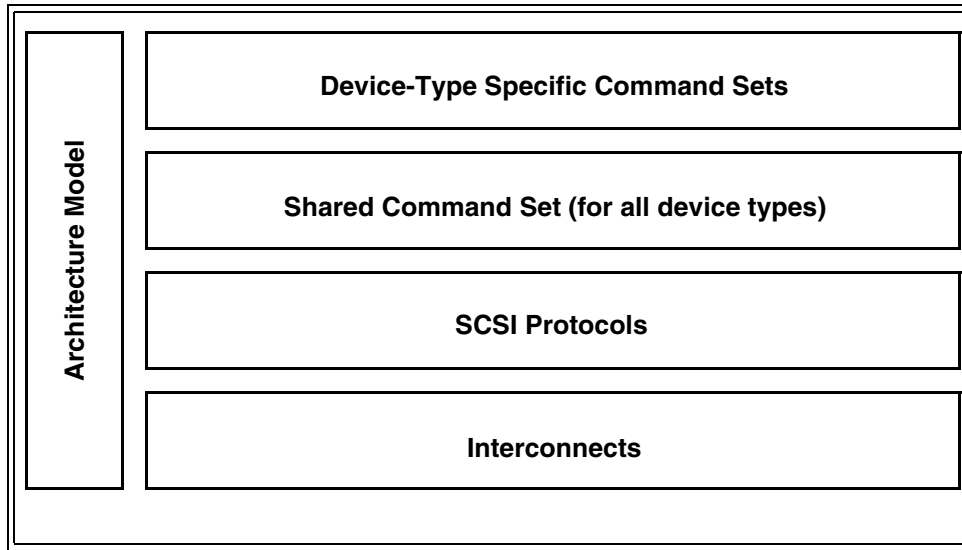 Architecture Model
Device-Type Specific Command Sets
Shared Command Set (for all device types)
SCSI Protocols
Interconnects